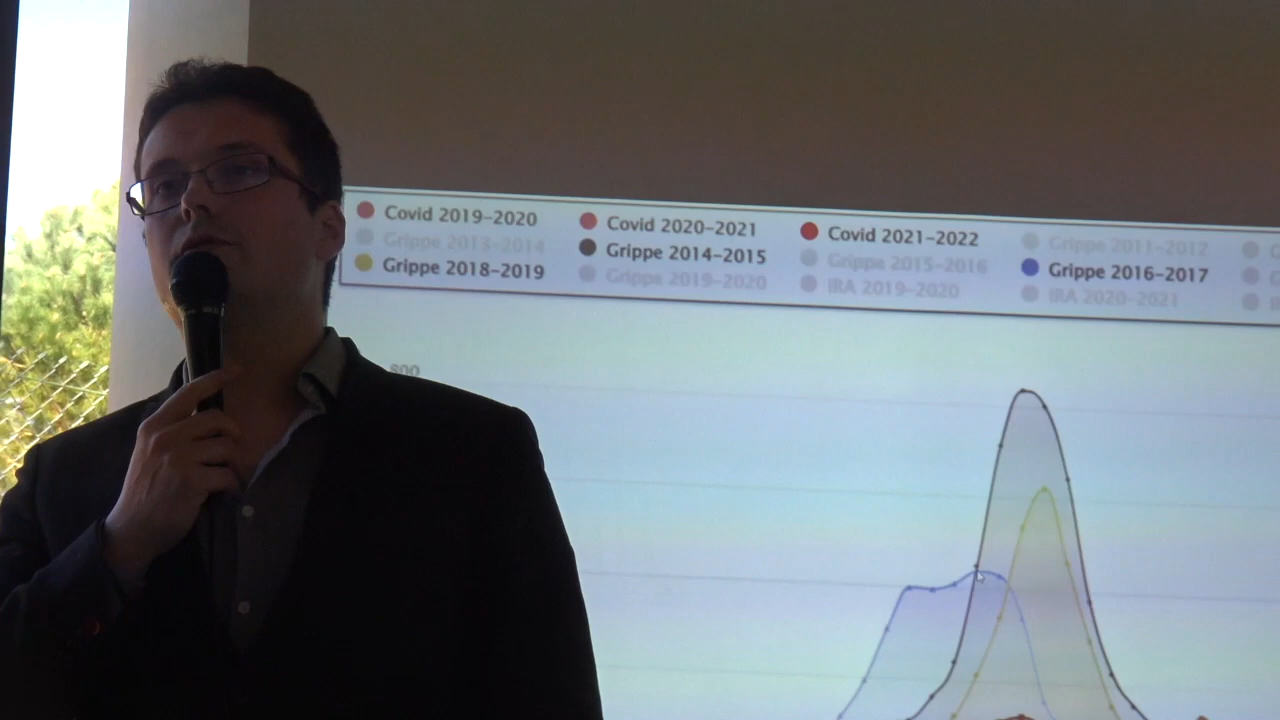 Covid 2019-2020 Covid 2020-2021 Covid 2021-2022 Grippe 2011-2012
Grippe 2013-2014 Grippe 2014-2015 Grippe 2015-2016 Grippe 2016-2017
Grippe 2018-2019 Grippe 2019-2020 IRA 2019-2020 IRA 2020-2021
800